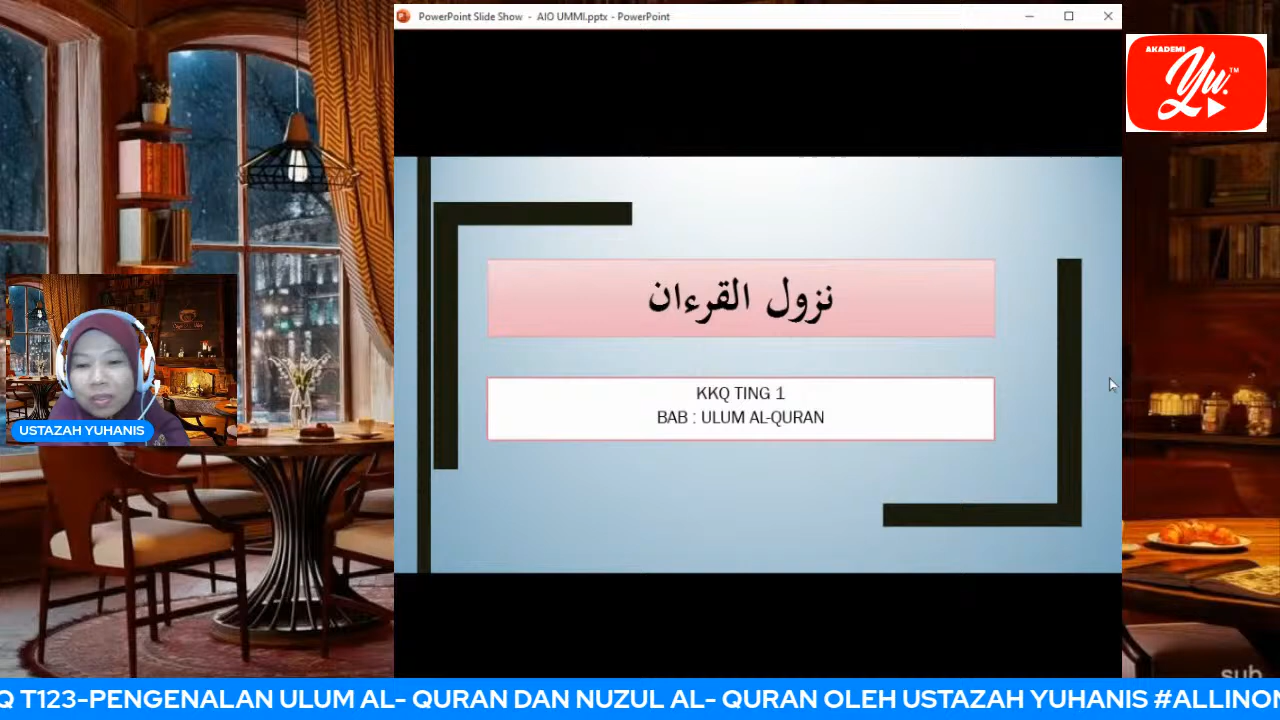 PowerPoint Slide Show - AIO UMMI.pptx - PowerPoint
AKADEMI
Yu.
TM
نزول القرءان
KKQ TING 1
BAB : ULUM AL-QURAN
USTAZAH YUHANIS
sub
Q T123-PENGENALAN ULUM AL- QURAN DAN NUZUL AL- QURAN OLEH USTAZAH YUHANIS #ALLINON